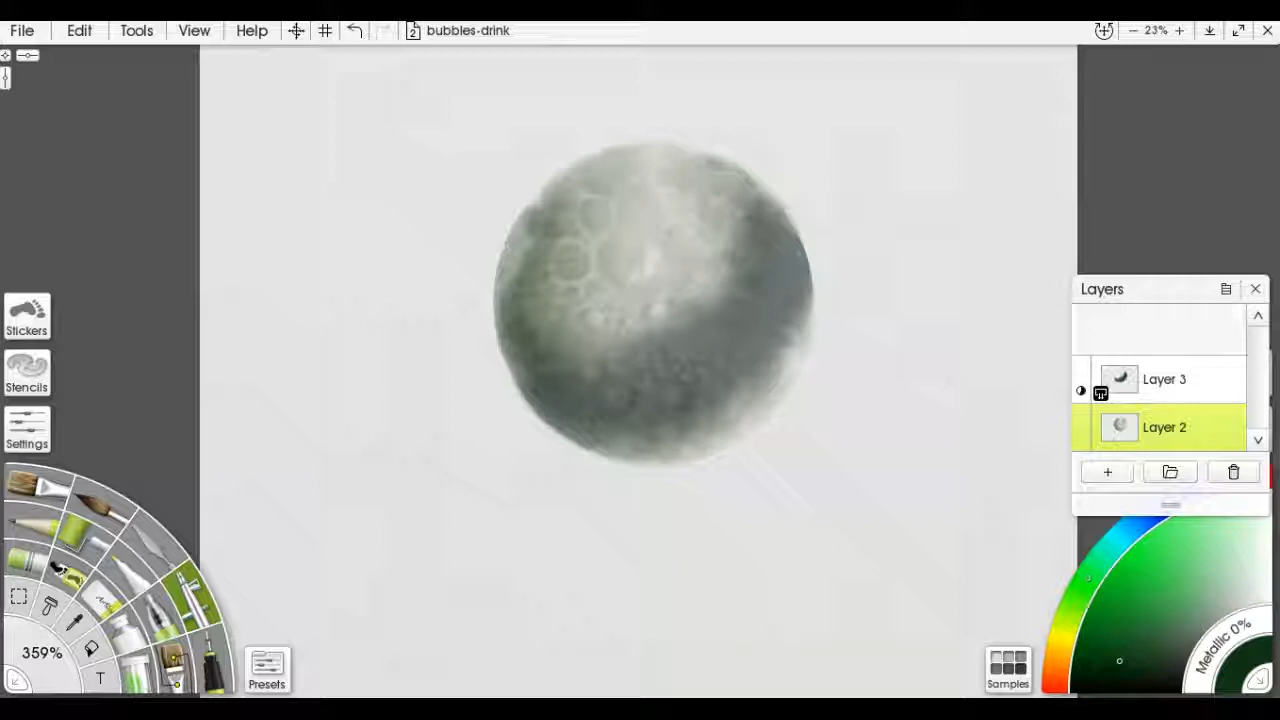 File Edit Tools View Help 2 bubbles-drink − 23% +
Layers
Stickers
Layer 3
Stencils
Layer 2
Settings
+
359%
T
Presets
Samples
Metallic 0%